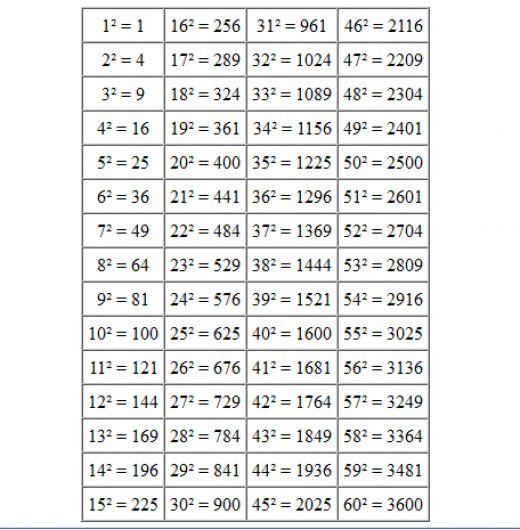 1² = 1 16² = 256 31² = 961 46² = 2116
2² = 4 17² = 289 32² = 1024 47² = 2209
3² = 9 18² = 324 33² = 1089 48² = 2304
4² = 16 19² = 361 34² = 1156 49² = 2401
5² = 25 20² = 400 35² = 1225 50² = 2500
6² = 36 21² = 441 36² = 1296 51² = 2601
7² = 49 22² = 484 37² = 1369 52² = 2704
8² = 64 23² = 529 38² = 1444 53² = 2809
9² = 81 24² = 576 39² = 1521 54² = 2916
10² = 100 25² = 625 40² = 1600 55² = 3025
11² = 121 26² = 676 41² = 1681 56² = 3136
12² = 144 27² = 729 42² = 1764 57² = 3249
13² = 169 28² = 784 43² = 1849 58² = 3364
14² = 196 29² = 841 44² = 1936 59² = 3481
15² = 225 30² = 900 45² = 2025 60² = 3600